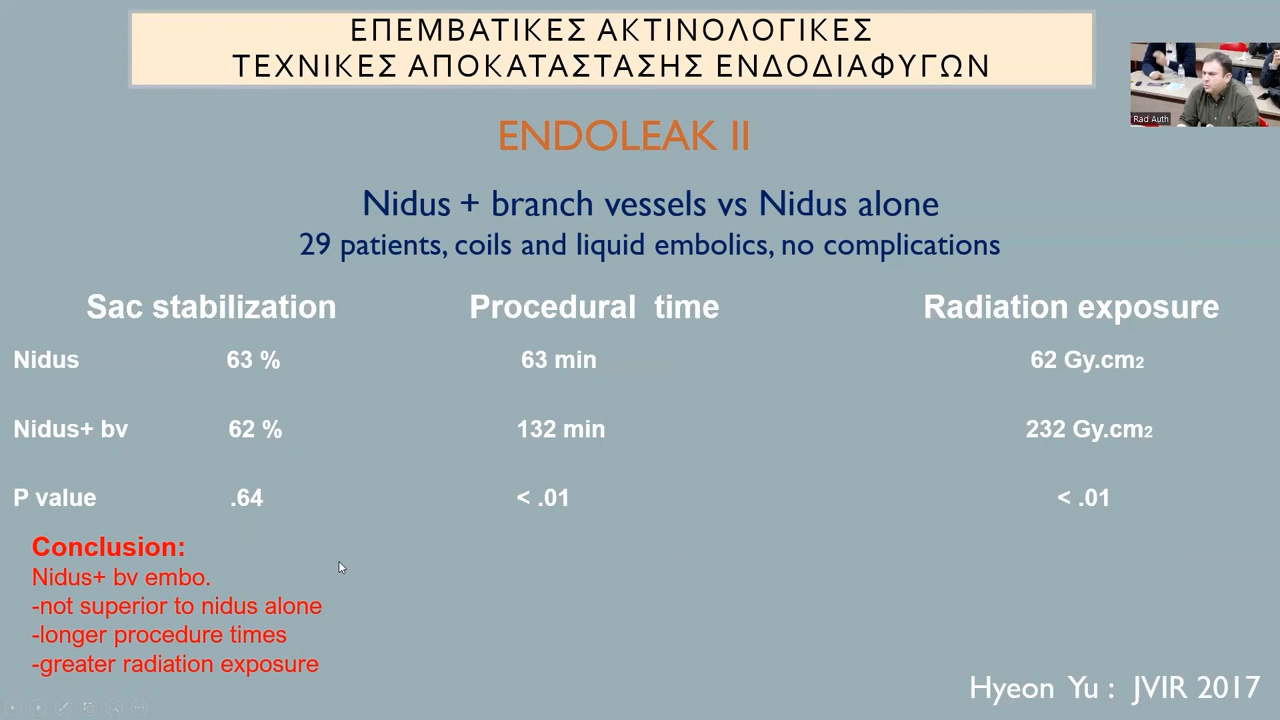 ΕΠΕΜΒΑΤΙΚΕΣ ΑΚΤΙΝΟΛΟΓΙΚΕΣ
ΤΕΧΝΙΚΕΣ ΑΠΟΚΑΤΑΣΤΑΣΗΣ ΕΝΔΟΔΙΑΦΥΓΩΝ
Rad Auth
ENDOLEAK II
Nidus + branch vessels vs Nidus alone
29 patients, coils and liquid embolics, no complications
Sac stabilization Procedural time Radiation exposure
Nidus 63 % 63 min 62 Gy.cm2
Nidus+ bv 62 % 132 min 232 Gy.cm2
P value .64 < .01 < .01
Conclusion:
Nidus+ bv embo.
-not superior to nidus alone
-longer procedure times
-greater radiation exposure
Hyeon Yu : JVIR 2017